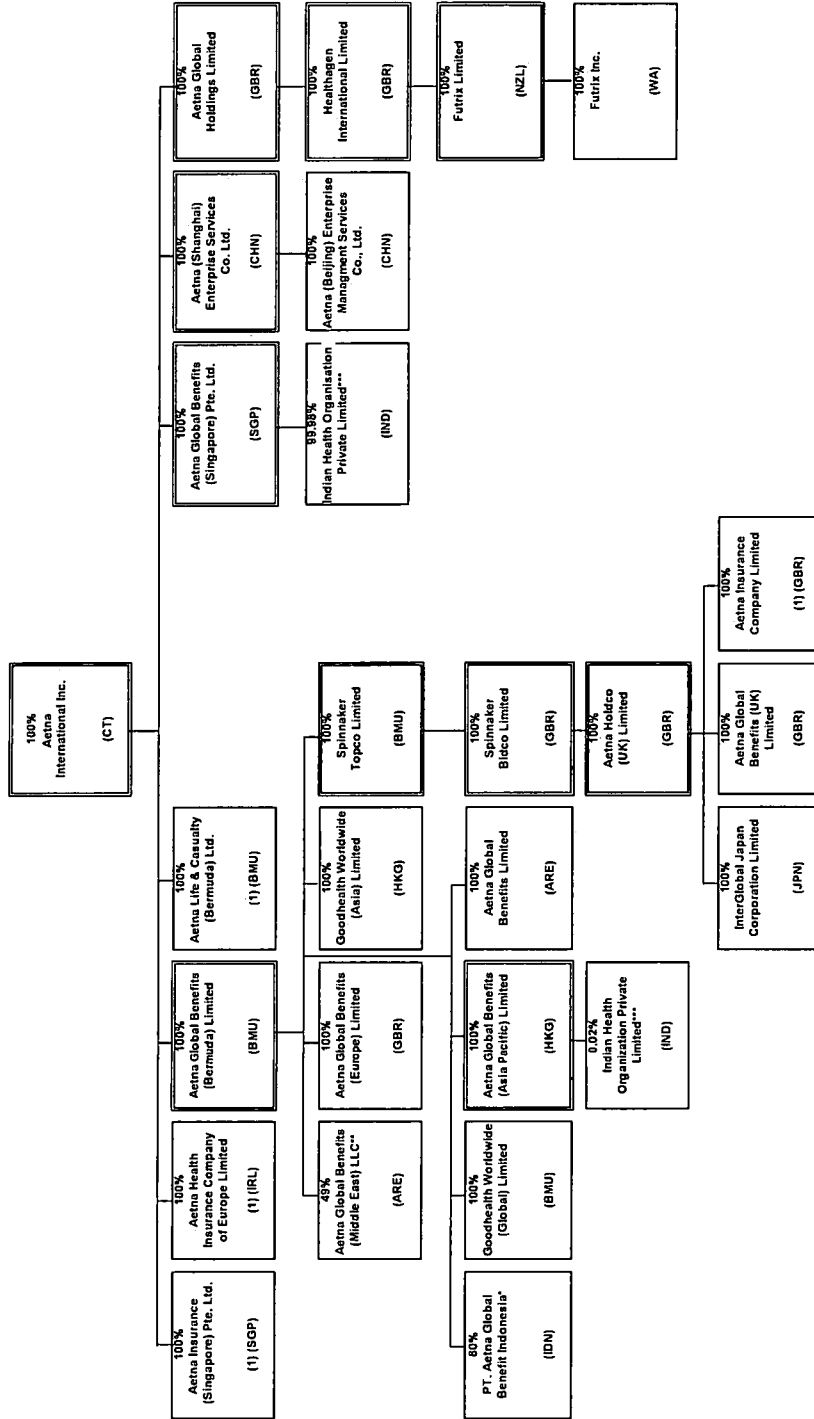 100%
Aetna
International Inc.
(CT)
100%
Aetna Insurance
(Singapore) Pte. Ltd.
(1) (SGP)
100%
Aetna Health
Insurance Company
of Europe Limited
(1) (IRL)
100%
Aetna Global Benefits
(Bermuda) Limited
(BMU)
100%
Aetna Life & Casualty
(Bermuda) Ltd.
(1) (BMU)
100%
Aetna Global Benefits
(Singapore) Pte. Ltd.
(SGP)
100%
Aetna (Shanghai)
Enterprise Services
Co. Ltd.
(CHN)
100%
Aetna Global
Holdings Limited
(GBR)
99.98%
Indian Health Organisation
Private Limited***
(IND)
100%
Aetna (Beijing) Enterprise
Managment Services
Co., Ltd.
(CHN)
100%
Healthagen
International Limited
(GBR)
100%
Futrix Limited
(NZL)
100%
Futrix Inc.
(WA)
49%
Aetna Global Benefits
(Middle East) LLC**
(ARE)
100%
Aetna Global Benefits
(Europe) Limited
(GBR)
100%
Goodhealth Worldwide
(Asia) Limited
(HKG)
100%
Spinnaker
Topco Limited
(BMU)
80%
PT. Aetna Global
Benefit Indonesia*
(IDN)
100%
Goodhealth Worldwide
(Global) Limited
(BMU)
100%
Aetna Global Benefits
(Asia Pacific) Limited
(HKG)
100%
Aetna Global
Benefits Limited
(ARE)
100%
Spinnaker
Bidco Limited
(GBR)
0.02%
Indian Health
Organization Private
Limited***
(IND)
100%
Aetna Holdco
(UK) Limited
(GBR)
100%
InterGlobal Japan
Corporation Limited
(JPN)
100%
Aetna Global
Benefits (UK)
Limited
(GBR)
100%
Aetna Insurance
Company Limited
(1) (GBR)